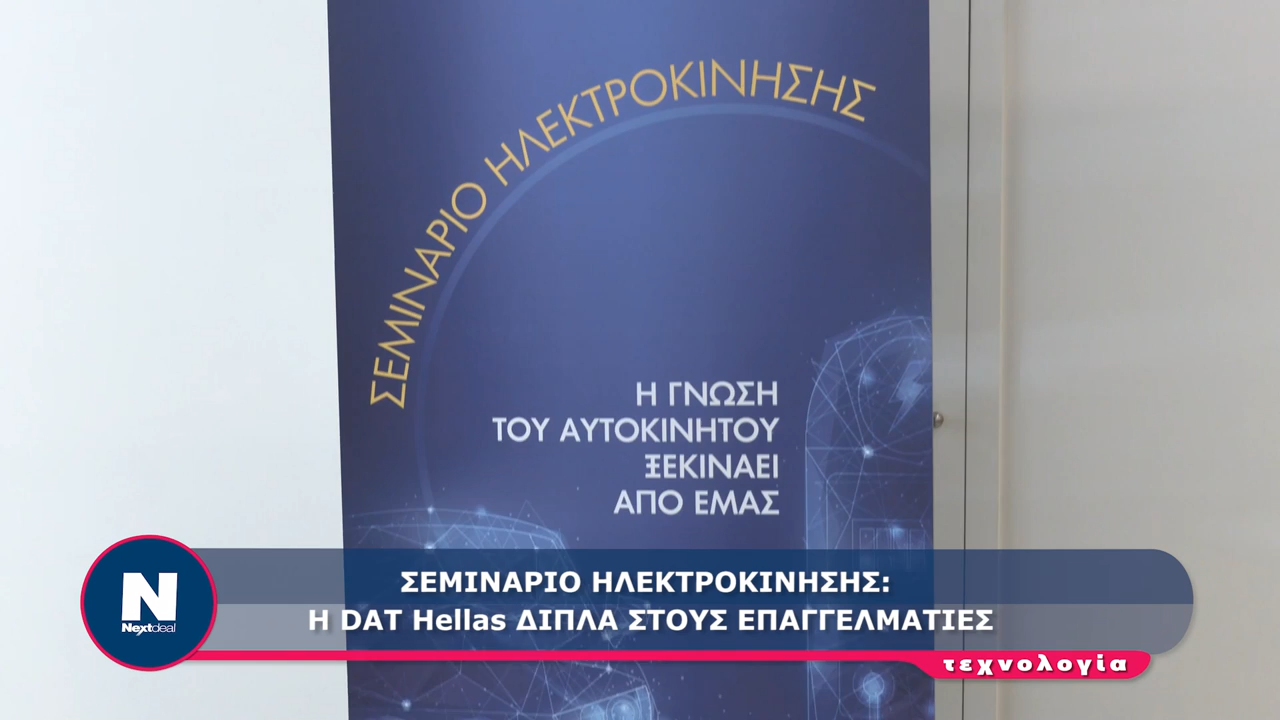 ΣΕΜΙΝΑΡΙΟ ΗΛΕΚΤΡΟΚΙΝΗΣΗΣ
Η ΓΝΩΣΗ
ΤΟΥ ΑΥΤΟΚΙΝΗΤΟΥ
ΞΕΚΙΝΑΕΙ
ΑΠΟ ΕΜΑΣ
ΣΕΜΙΝΑΡΙΟ ΗΛΕΚΤΡΟΚΙΝΗΣΗΣ:
Η DAT Hellas ΔΙΠΛΑ ΣΤΟΥΣ ΕΠΑΓΓΕΛΜΑΤΙΕΣ
N
Nextdeal
τεχνολογία